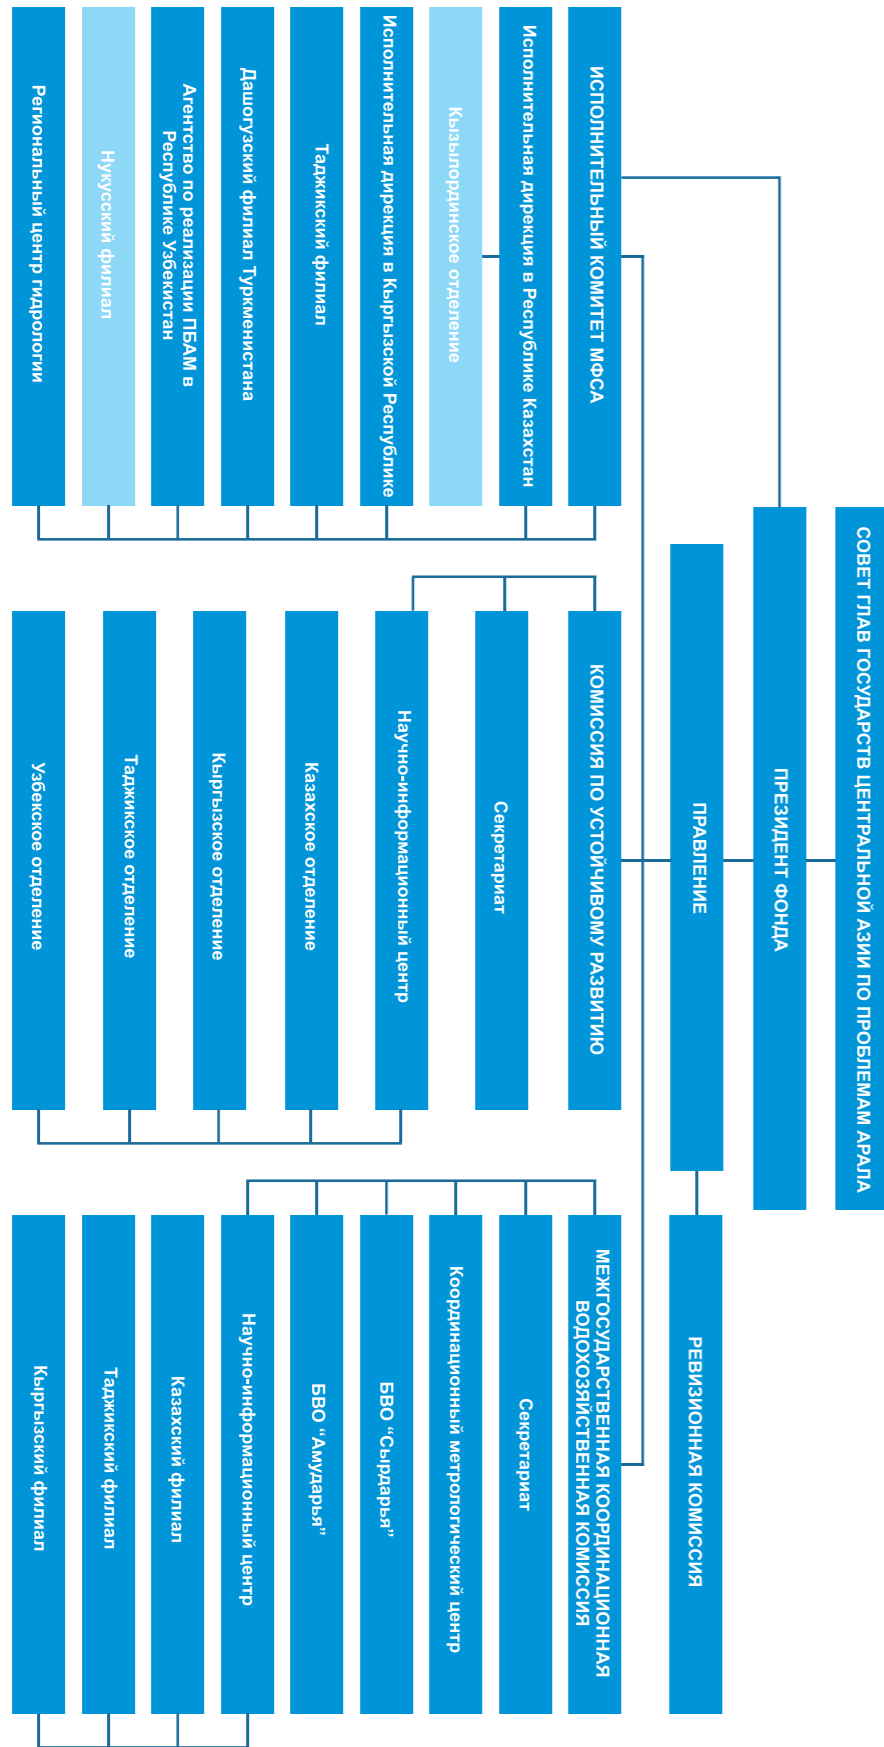 СОВЕТ ГЛАВ ГОСУДАРСТВ ЦЕНТРАЛЬНОЙ АЗИИ ПО ПРОБЛЕМАМ АРАЛА
ПРЕЗИДЕНТ ФОНДА
ПРАВЛЕНИЕ
РЕВИЗИОННАЯ КОМИССИЯ
ИСПОЛНИТЕЛЬНЫЙ КОМИТЕТ МФСА
Исполнительная дирекция в Республике Казахстан
Кызылординское отделение
Исполнительная дирекция в Кыргызской Республике
Таджикский филиал
Дашогузский филиал Туркменистана
Агентство по реализации ПБАМ в
Республике Узбекистан
Нукусский филиал
Региональный центр гидрологии
КОМИССИЯ ПО УСТОЙЧИВОМУ РАЗВИТИЮ
Секретариат
Научно-информационный центр
Казахское отделение
Кыргызское отделение
Таджикское отделение
Узбекское отделение
МЕЖГОСУДАРСТВЕННАЯ КООРДИНАЦИОННАЯ
ВОДОХОЗЯЙСТВЕННАЯ КОМИССИЯ
Секретариат
Координационный метрологический центр
БВО “Сырдарья”
БВО “Амударья”
Научно-информационный центр
Казахский филиал
Таджикский филиал
Кыргызский филиал